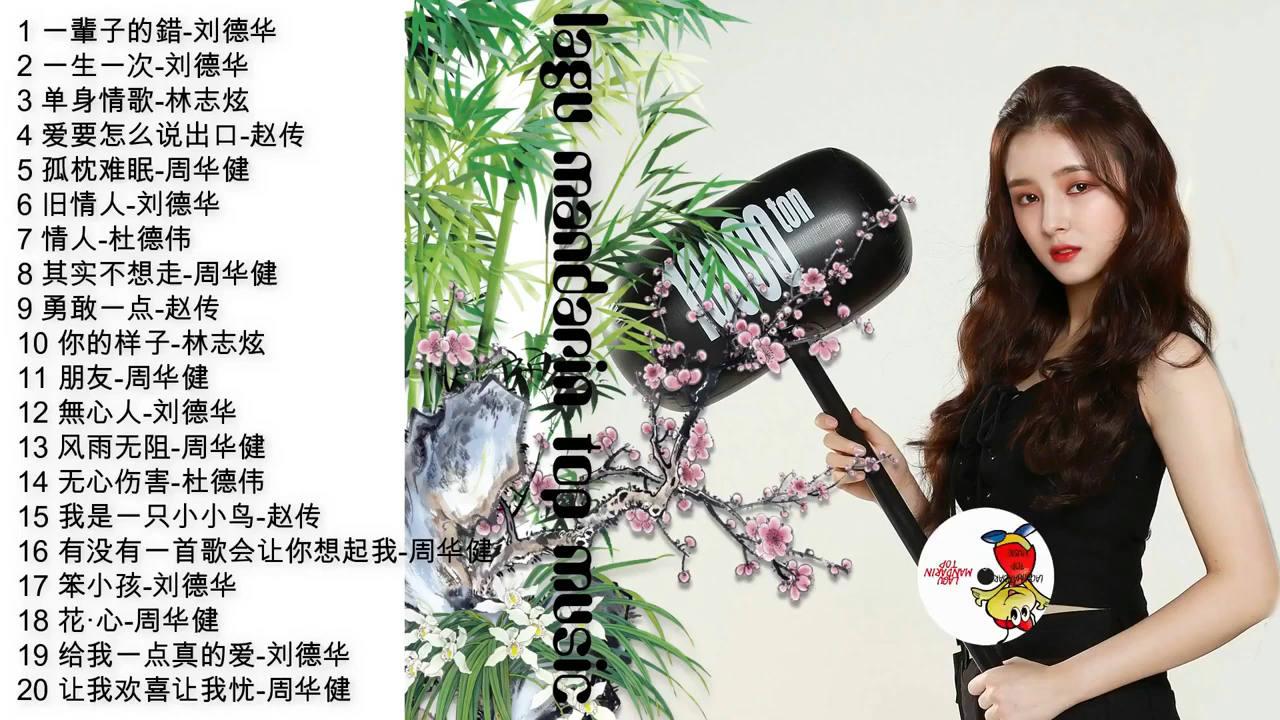 1 一輩子的錯-刘德华
2 一生一次-刘德华
3 单身情歌-林志炫
4 爱要怎么说出口-赵传
5 孤枕难眠-周华健
6 旧情人-刘德华
7 情人-杜德伟
8 其实不想走-周华健
9 勇敢一点-赵传
10 你的样子-林志炫
11 朋友-周华健
12 無心人-刘德华
13 风雨无阻-周华健
14 无心伤害-杜德伟
15 我是一只小小鸟-赵传
16 有没有一首歌会让你想起我-周华健
17 笨小孩-刘德华
18 花·心-周华健
19 给我一点真的爱-刘德华
20 让我欢喜让我忧-周华健
lagu mandarin top music
ton
LAGU
MANDARIN
TOP